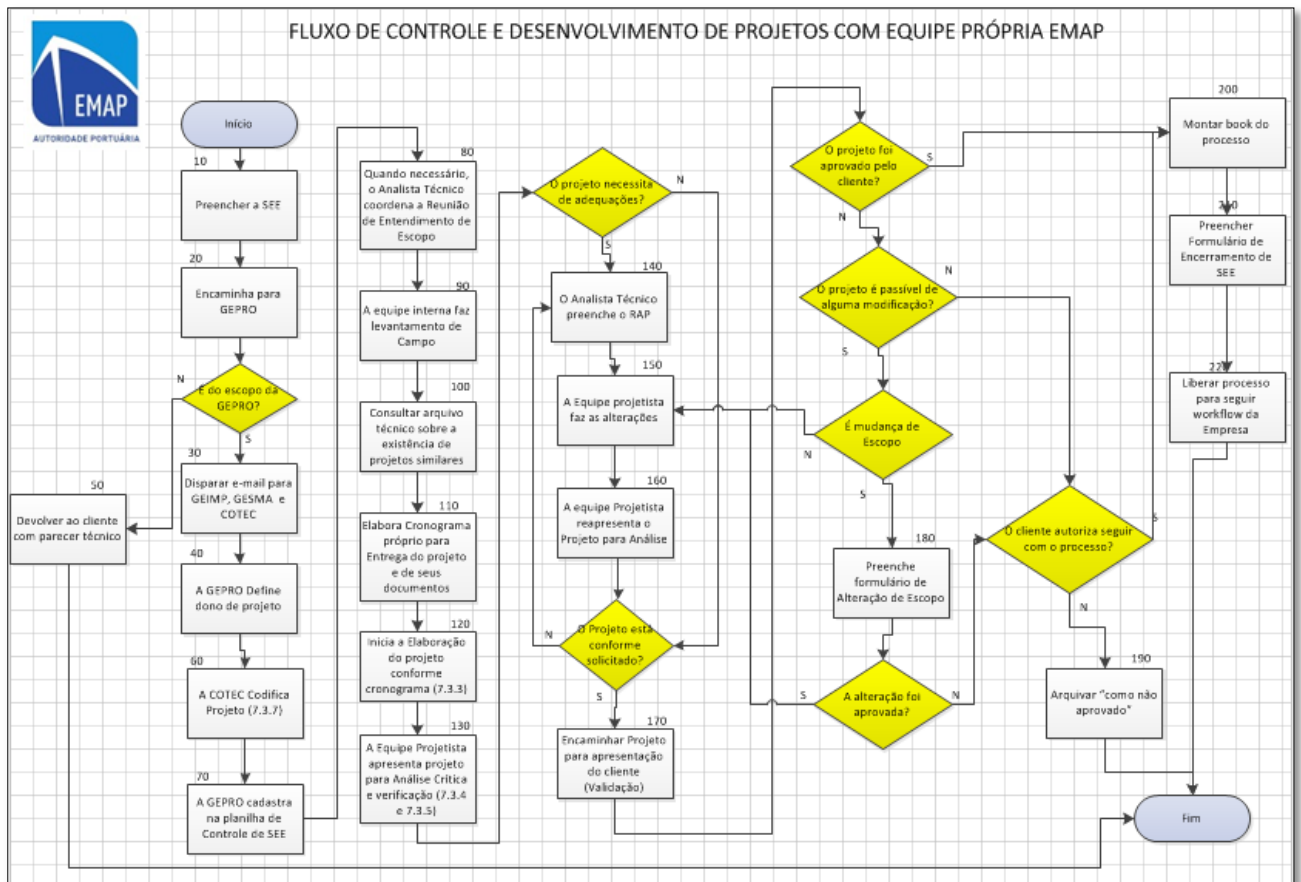 FLUXO DE CONTROLE E DESENVOLVIMENTO DE PROJETOS COM EQUIPE PRÓPRIA EMAP
EMAP
AUTORIDADE PORTUÁRIA
Início
10
Preencher a SEE
20
Encaminha para
GEPRO
É do escopo da
GEPRO?
N
S
30
Disparar e-mail para
GEIMP, GESMA e
COTEC
50
Devolver ao cliente
com parecer técnico
40
A GEPRO Define
dono de projeto
60
A COTEC Codifica
Projeto (7.3.7)
70
A GEPRO cadastra
na planilha de
Controle de SEE
80
Quando necessário,
o Analista Técnico
coordena a Reunião
de Entendimento de
Escopo
90
A equipe interna faz
levantamento de
Campo
100
Consultar arquivo
técnico sobre a
existência de
projetos similares
110
Elabora Cronograma
próprio para
Entrega do projeto
e de seus
documentos
120
Inicia a Elaboração
do projeto
conforme
cronograma (7.3.3)
130
A Equipe Projetista
apresenta projeto
para Análise Crítica
e verificação (7.3.4
e 7.3.5)
O projeto necessita
de adequações?
N
S
140
O Analista Técnico
preenche o RAP
150
A Equipe projetista
faz as alterações
160
A equipe Projetista
reapresenta o
Projeto para Análise
O Projeto está
conforme
solicitado?
N
S
170
Encaminhar Projeto
para apresentação
do cliente
(Validação)
O projeto foi
aprovado pelo
cliente?
S
N
O projeto é passível de
alguma modificação?
N
S
É mudança de
Escopo
N
S
180
Preenche
formulário de
Alteração de Escopo
A alteração foi
aprovada?
S
N
O cliente autoriza seguir
com o processo?
S
N
190
Arquivar “como não
aprovado”
200
Montar book do
processo
210
Preencher
Formulário de
Encerramento de
SEE
220
Liberar processo
para seguir
workflow da
Empresa
Fim